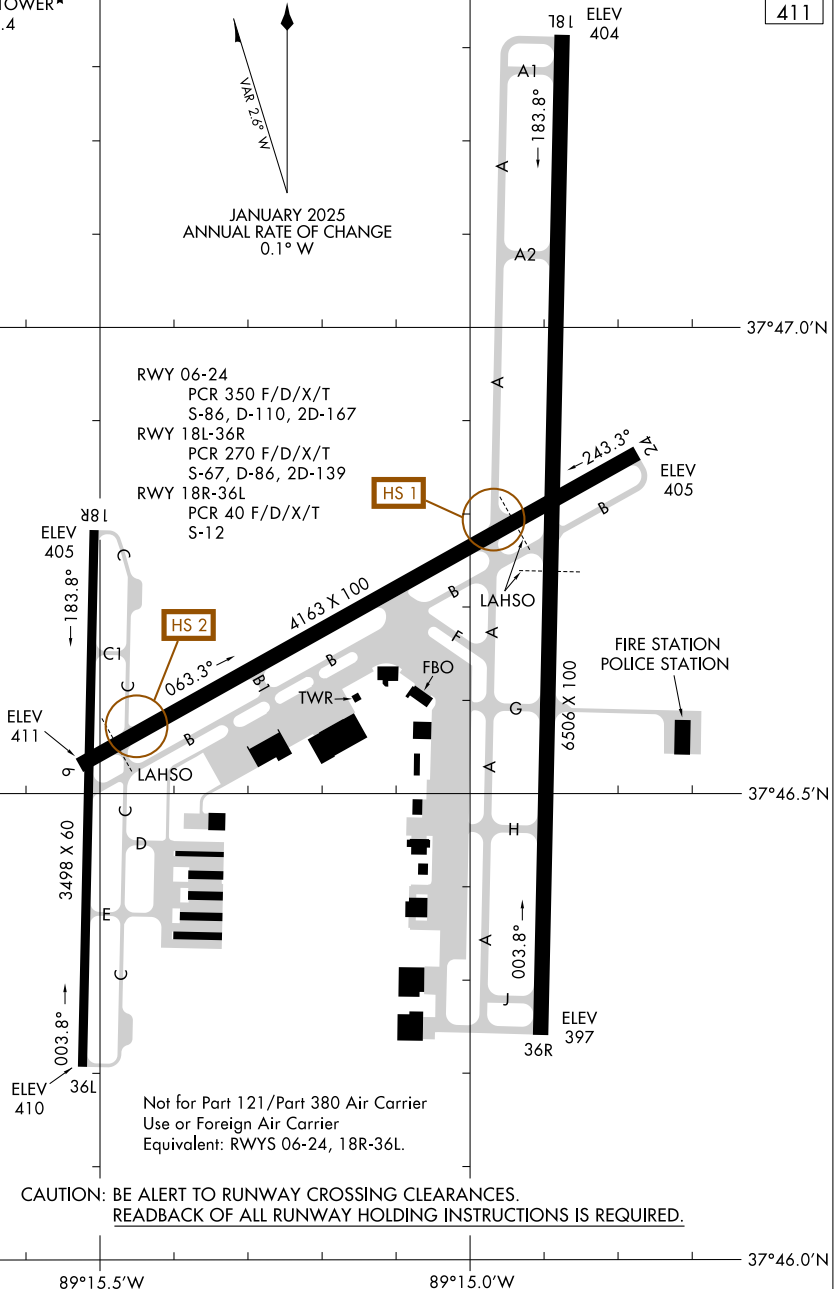 TOWER*
.4
411
18L
ELEV
404
A1
183.8°
VAR 2.6° W
A
JANUARY 2025
ANNUAL RATE OF CHANGE
0.1° W
A2
37°47.0'N
RWY 06-24
PCR 350 F/D/X/T
S-86, D-110, 2D-167
RWY 18L-36R
PCR 270 F/D/X/T
S-67, D-86, 2D-139
RWY 18R-36L
PCR 40 F/D/X/T
S-12
A
243.3°
24
ELEV
405
HS 1
B
18R
ELEV
405
C
183.8°
4163 X 100
B
LAHSO
HS 2
F
A
FIRE STATION
POLICE STATION
C1
063.3°
B
B1
C
FBO
TWR
G
6506 X 100
ELEV
411
B
6
LAHSO
A
37°46.5'N
C
D
H
3498 X 60
E
A
003.8°
C
J
003.8°
ELEV
397
36R
36L
ELEV
410
Not for Part 121/Part 380 Air Carrier
Use or Foreign Air Carrier
Equivalent: RWYS 06-24, 18R-36L.
CAUTION: BE ALERT TO RUNWAY CROSSING CLEARANCES.
READBACK OF ALL RUNWAY HOLDING INSTRUCTIONS IS REQUIRED.
37°46.0'N
89°15.5'W
89°15.0'W